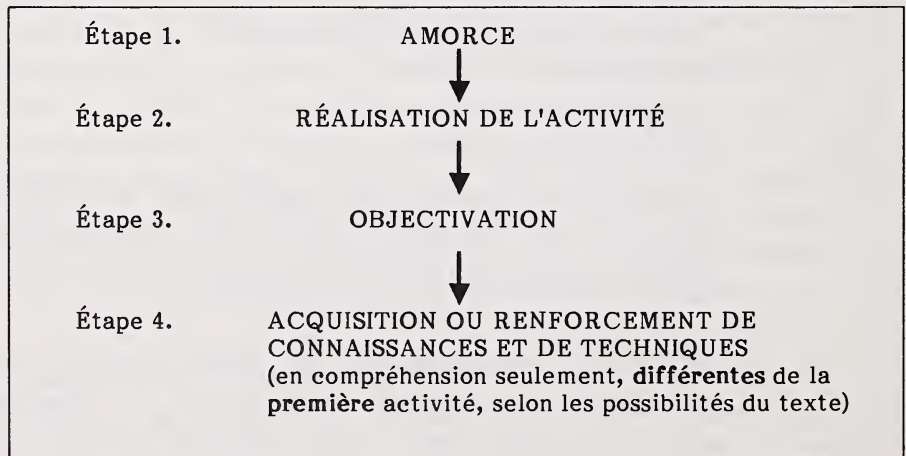 Étape 1. AMORCE
Étape 2. RÉALISATION DE L'ACTIVITÉ
Étape 3. OBJECTIVATION
Étape 4. ACQUISITION OU RENFORCEMENT DE
CONNAISSANCES ET DE TECHNIQUES
(en compréhension seulement, différentes de la
première activité, selon les possibilités du texte)